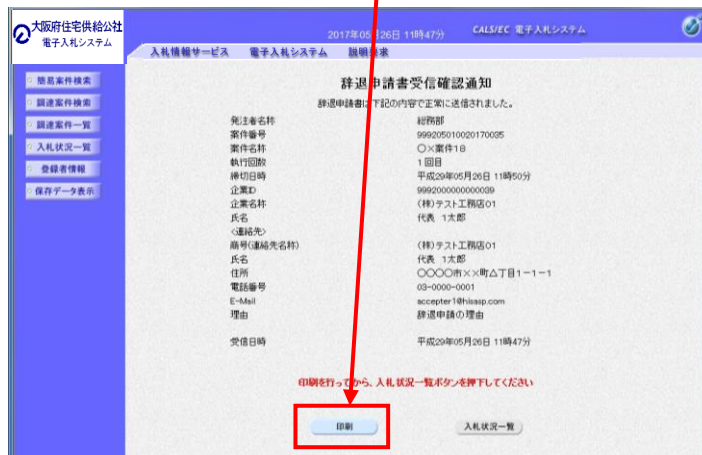 大阪府住宅供給公社
電子入札システム
2017年05月26日 11時47分
CALS/EC 電子入札システム
入札情報サービス 電子入札システム 説明要求
簡易案件検索
調達案件検索
調達案件一覧
入札状況一覧
登録者情報
保存データ表示
辞退申請書受信確認通知
辞退申請書は下記の内容で正常に送信されました。
発注者名称 総務部
案件番号 999205010020170035
案件名称 ○×案件18
執行回数 1回目
締切日時 平成29年05月26日 11時50分
企業ID 9992000000000039
企業名称 (株)テスト工務店01
氏名 代表 1太郎
<連絡先>
商号(連絡先名称) (株)テスト工務店01
氏名 代表 1太郎
住所 ○○○○市××町△丁目1-1-1
電話番号 03-0000-0001
E-Mail accepter1@hisssp.com
理由 辞退申請の理由
受信日時 平成29年05月26日 11時47分
印刷を行ってから、入札状況一覧ボタンを押下してください
印刷
入札状況一覧